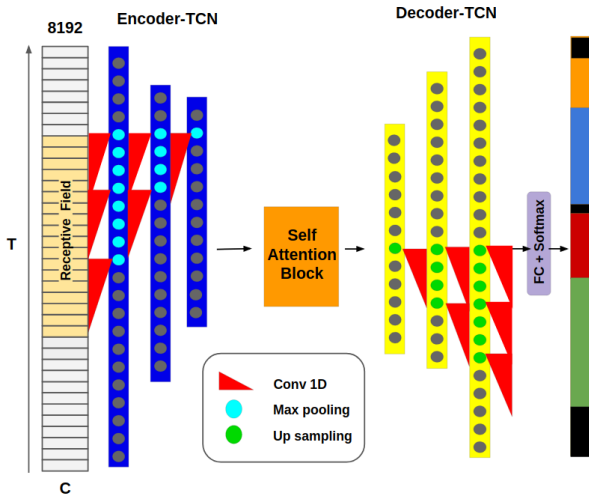 8192
Encoder-TCN
Decoder-TCN
T
Receptive Field
Self
Attention
Block
FC + Softmax
Conv 1D
Max pooling
Up sampling
C